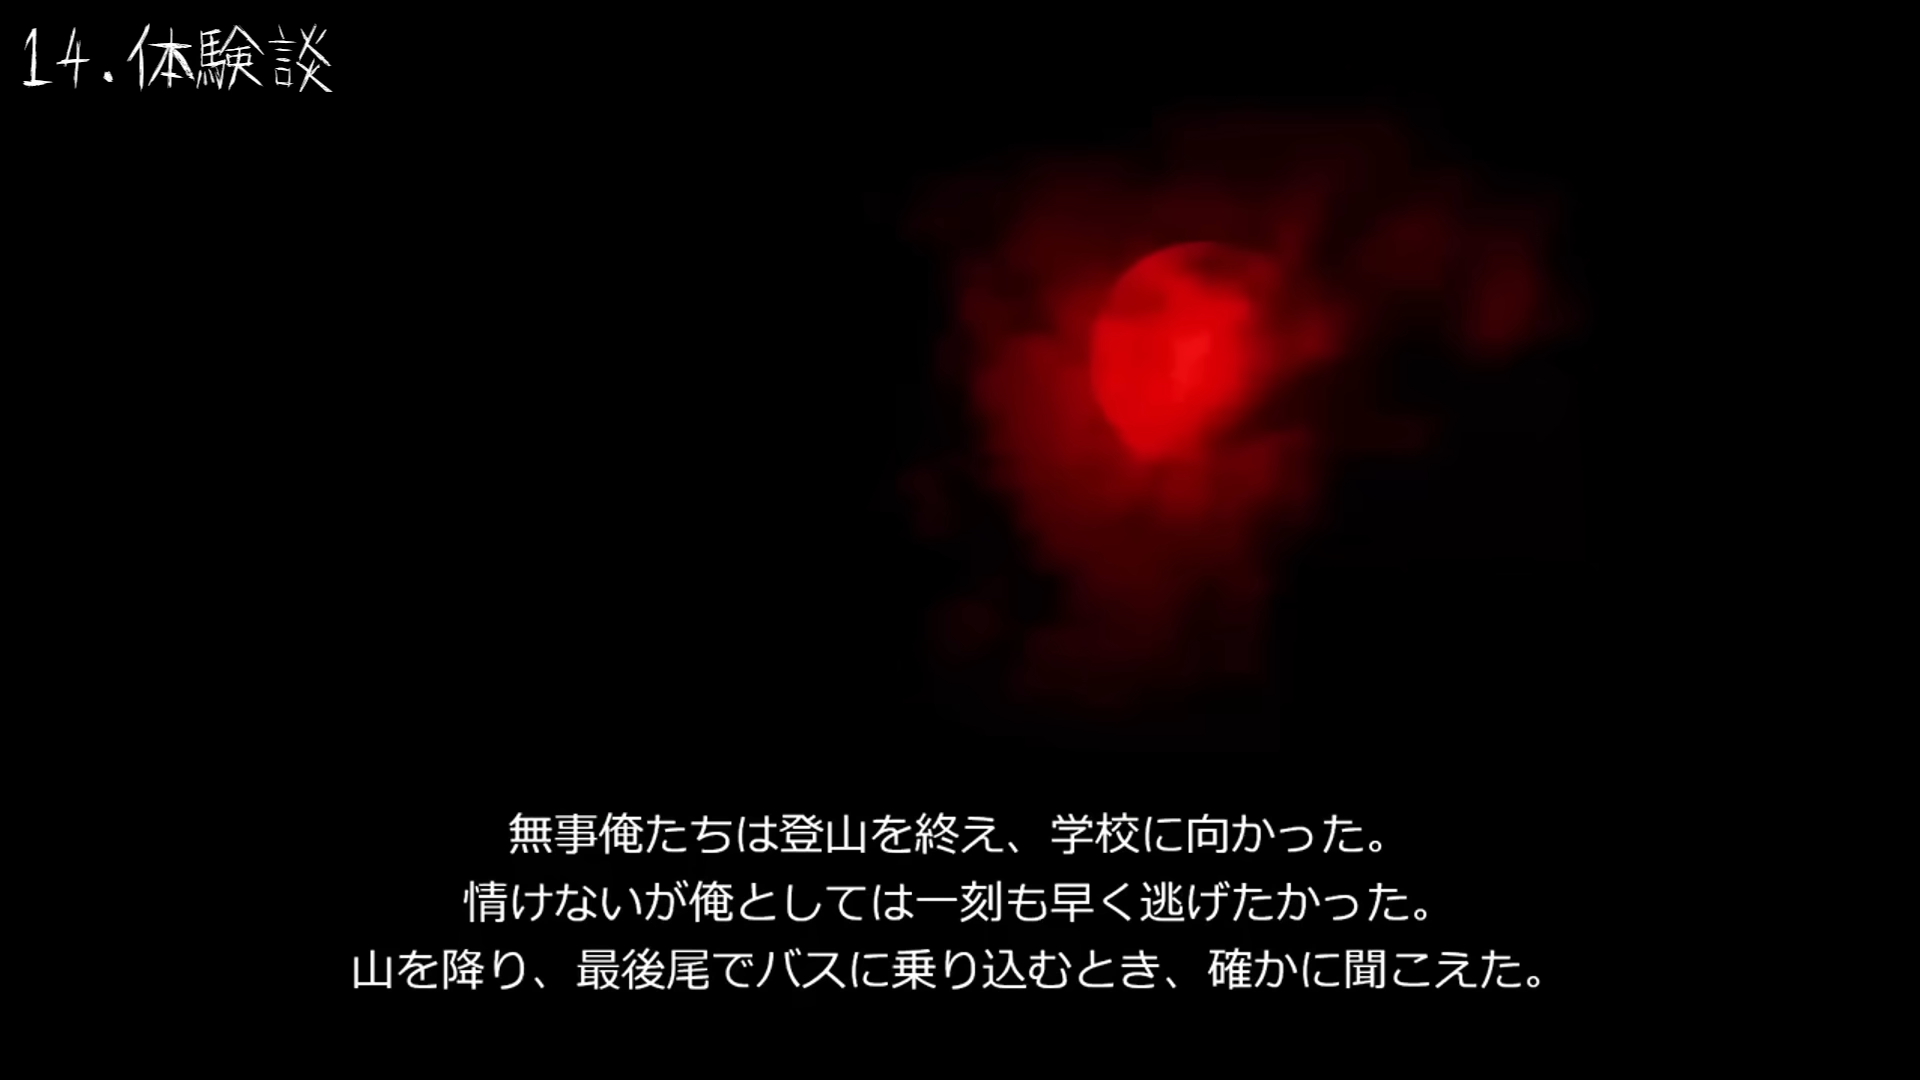 14.体験談
無事俺たちは登山を終え、学校に向かった。
情けないが俺としては一刻も早く逃げたかった。
山を降り、最後尾でバスに乗り込むとき、確かに聞こえた。